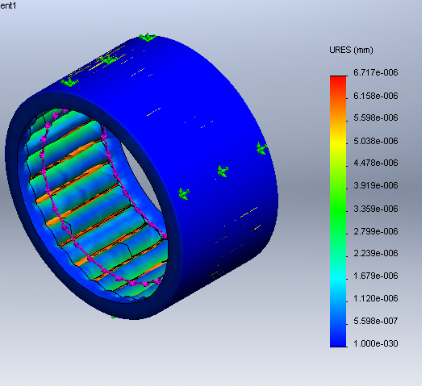 ent1
URES (mm)
6.717e-006
6.158e-006
5.598e-006
5.038e-006
4.478e-006
3.919e-006
3.359e-006
2.799e-006
2.239e-006
1.679e-006
1.120e-006
5.598e-007
1.000e-030